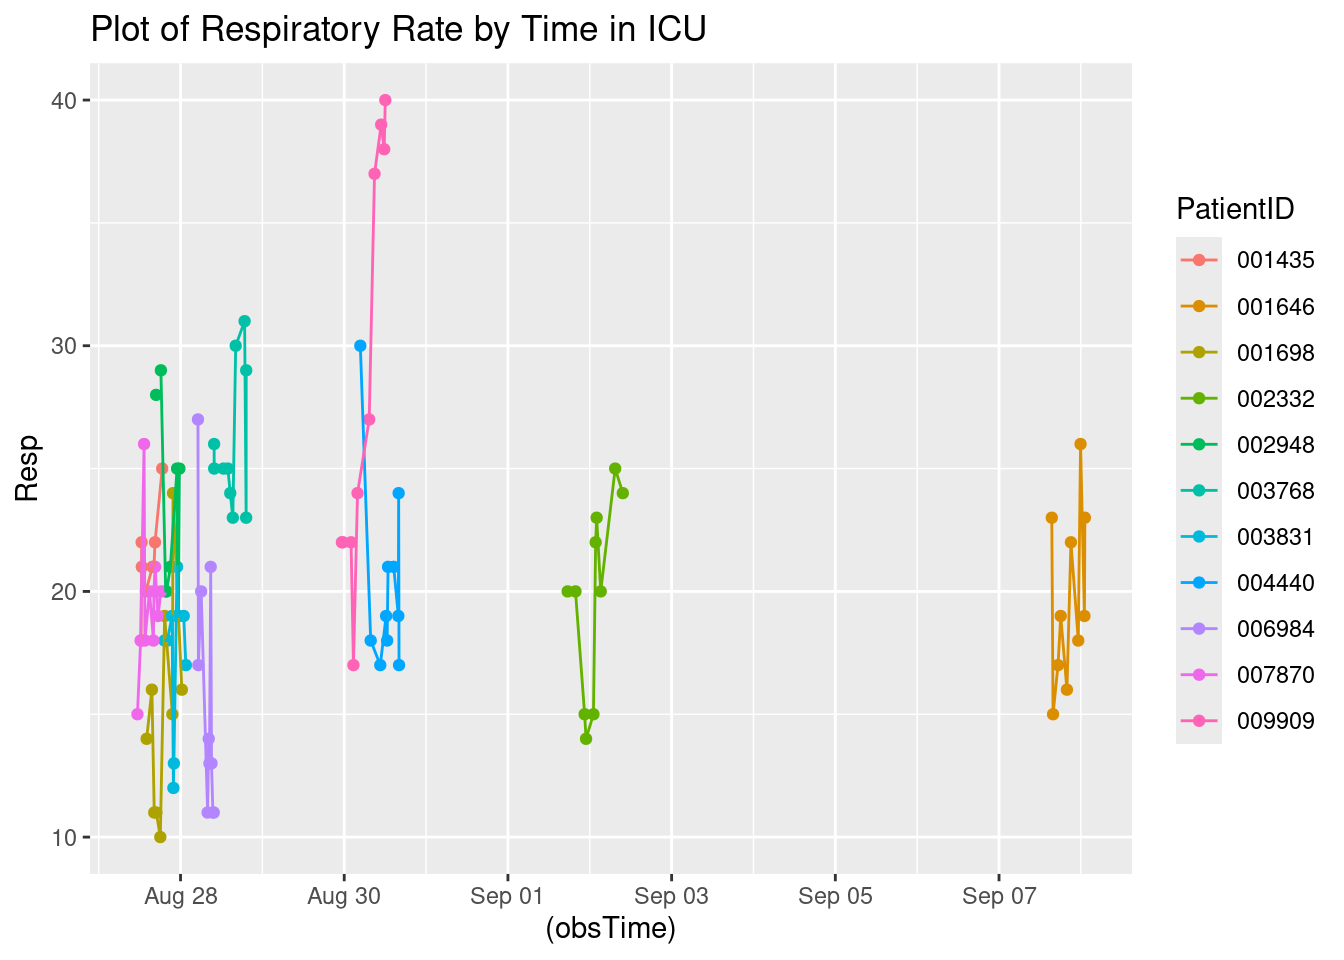 Plot of Respiratory Rate by Time in ICU
40
30
20
10
Resp
Aug 28
Aug 30
Sep 01
Sep 03
Sep 05
Sep 07
(obsTime)
PatientID
001435
001646
001698
002332
002948
003768
003831
004440
006984
007870
009909